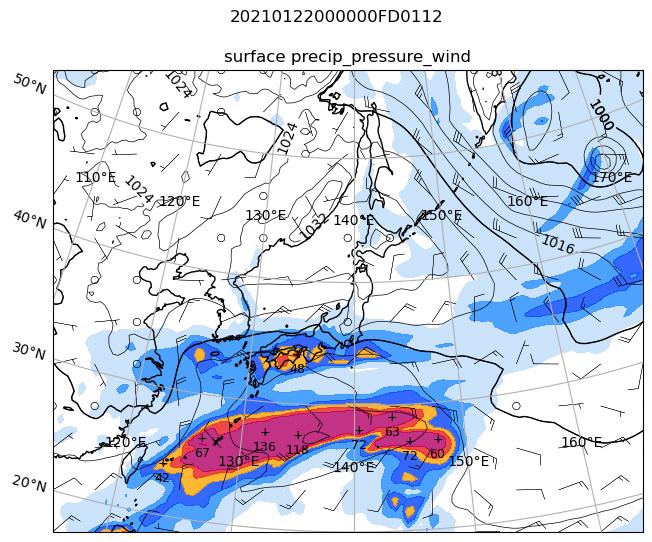 20210122000000FD0112
surface precip_pressure_wind
50°N
1024
1000
1024
110°E
170°E
1024
120°E
160°E
130°E
140°E
150°E
40°N
1032
1016
30°N
48
63
120°E
136
160°E
118
72
67
130°E
72
60
150°E
140°E
42
20°N